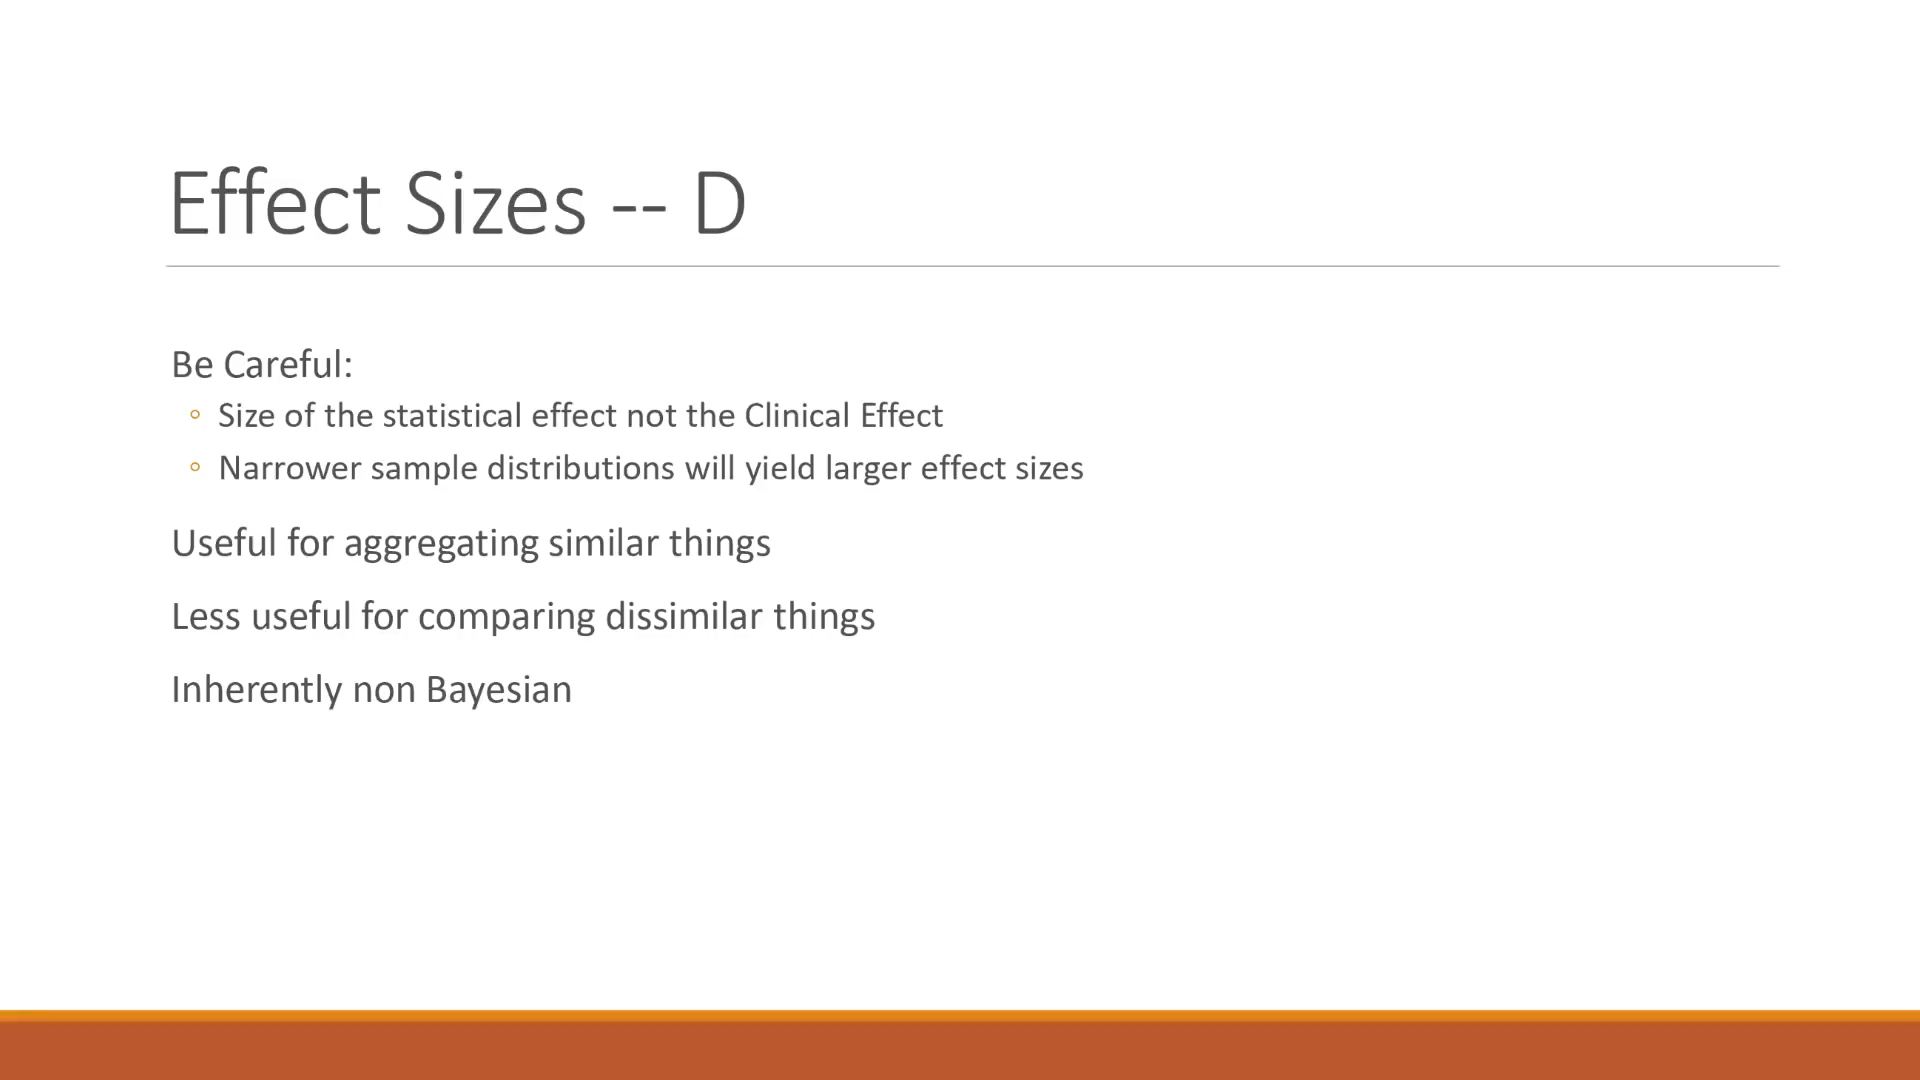 Effect Sizes -- D
Be Careful:
◦ Size of the statistical effect not the Clinical Effect
◦ Narrower sample distributions will yield larger effect sizes
Useful for aggregating similar things
Less useful for comparing dissimilar things
Inherently non Bayesian